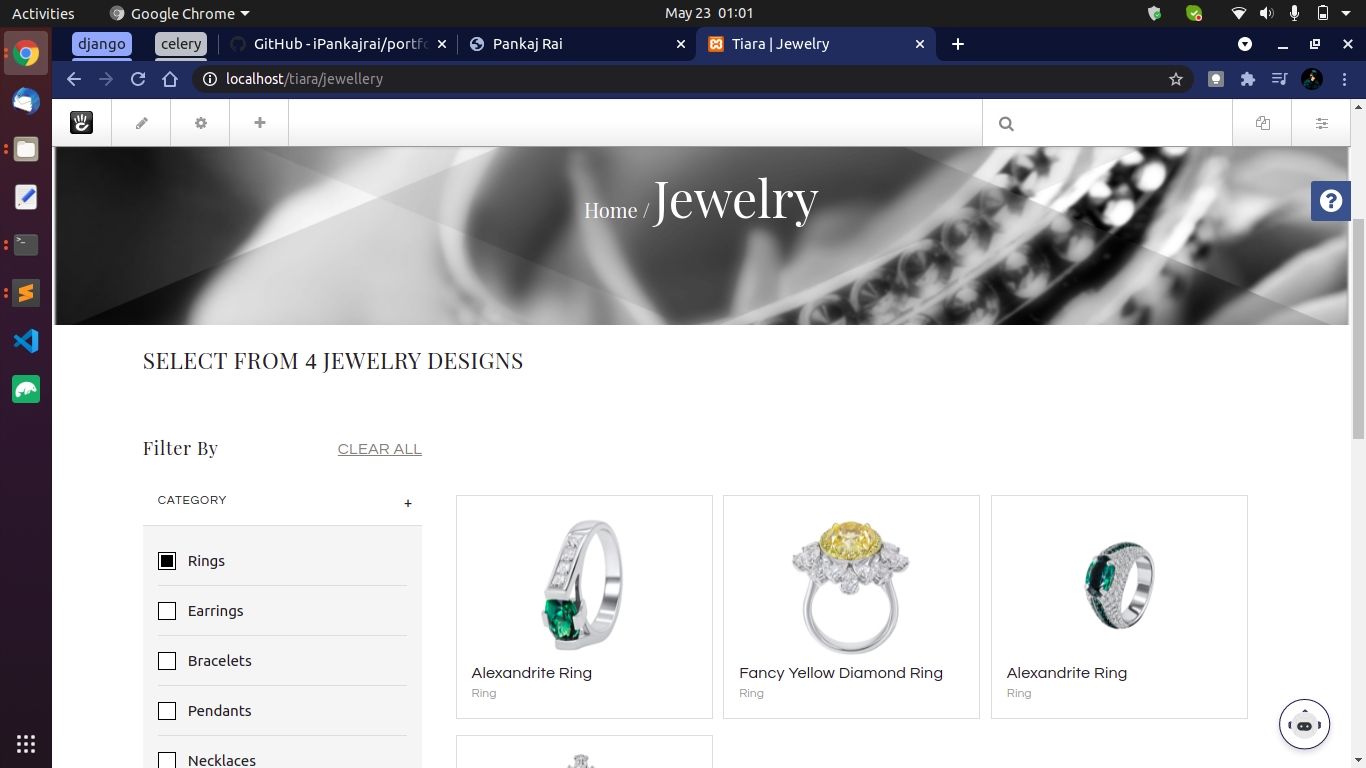 Activities
Google Chrome
May 23 01:01
django
celery
GitHub - iPankajrai/portfo
Pankaj Rai
Tiara | Jewelry
localhost/tiara/jewellery
Home / Jewelry
SELECT FROM 4 JEWELRY DESIGNS
Filter By
CLEAR ALL
CATEGORY
+
Rings
Earrings
Bracelets
Pendants
Necklaces
Alexandrite Ring
Ring
Fancy Yellow Diamond Ring
Ring
Alexandrite Ring
Ring